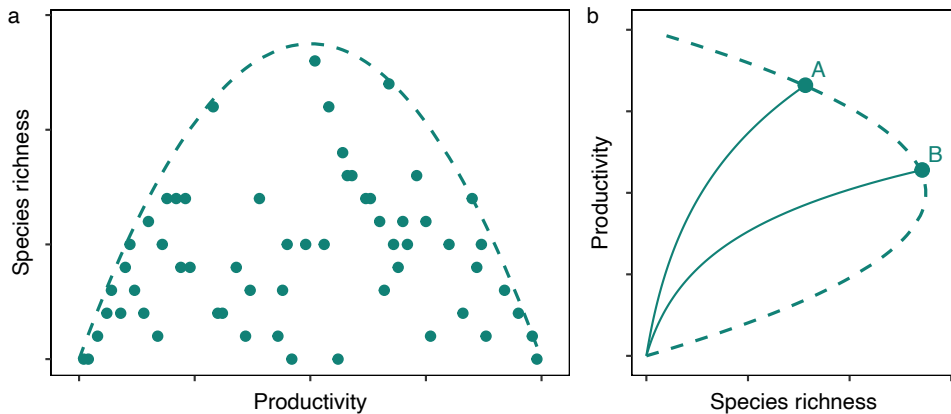 a
Species richness
Productivity
b
Productivity
A
B
Species richness